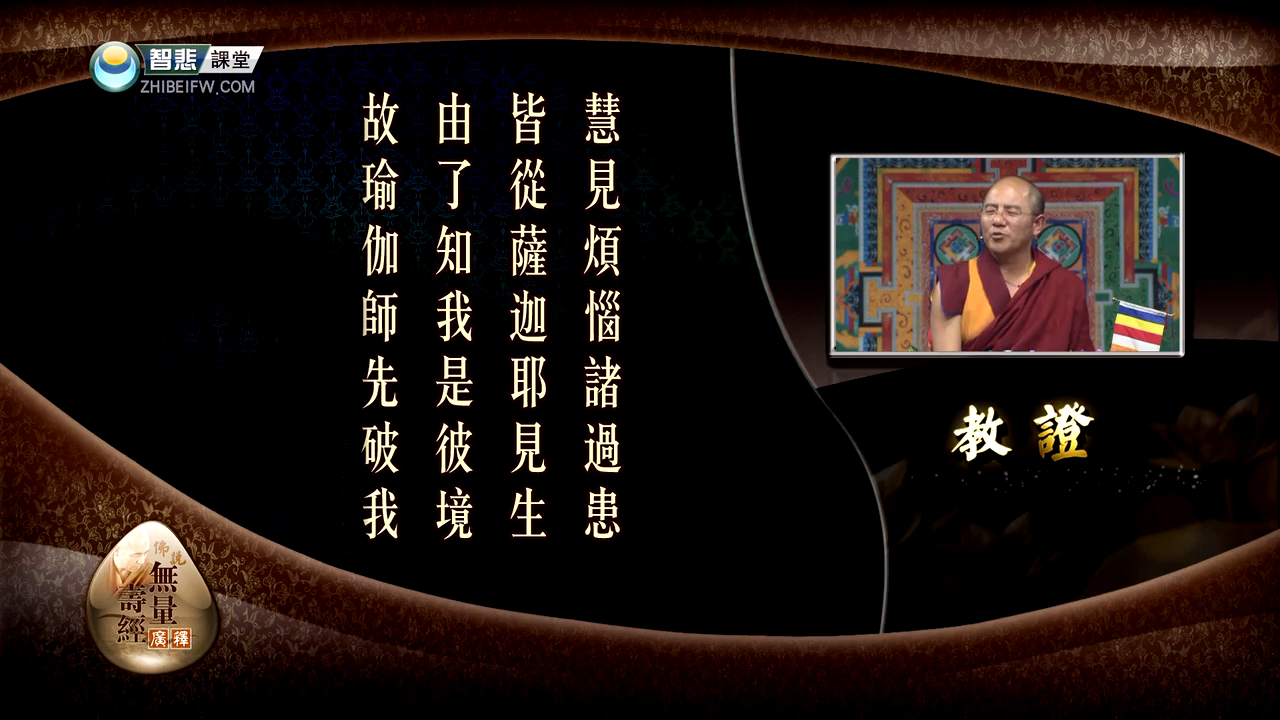 智悲課堂
ZHIBEIFW.COM
慧見煩惱諸過患
皆從薩迦耶見生
由了知我是彼境
故瑜伽師先破我
教證
佛說
無量
壽經
廣釋